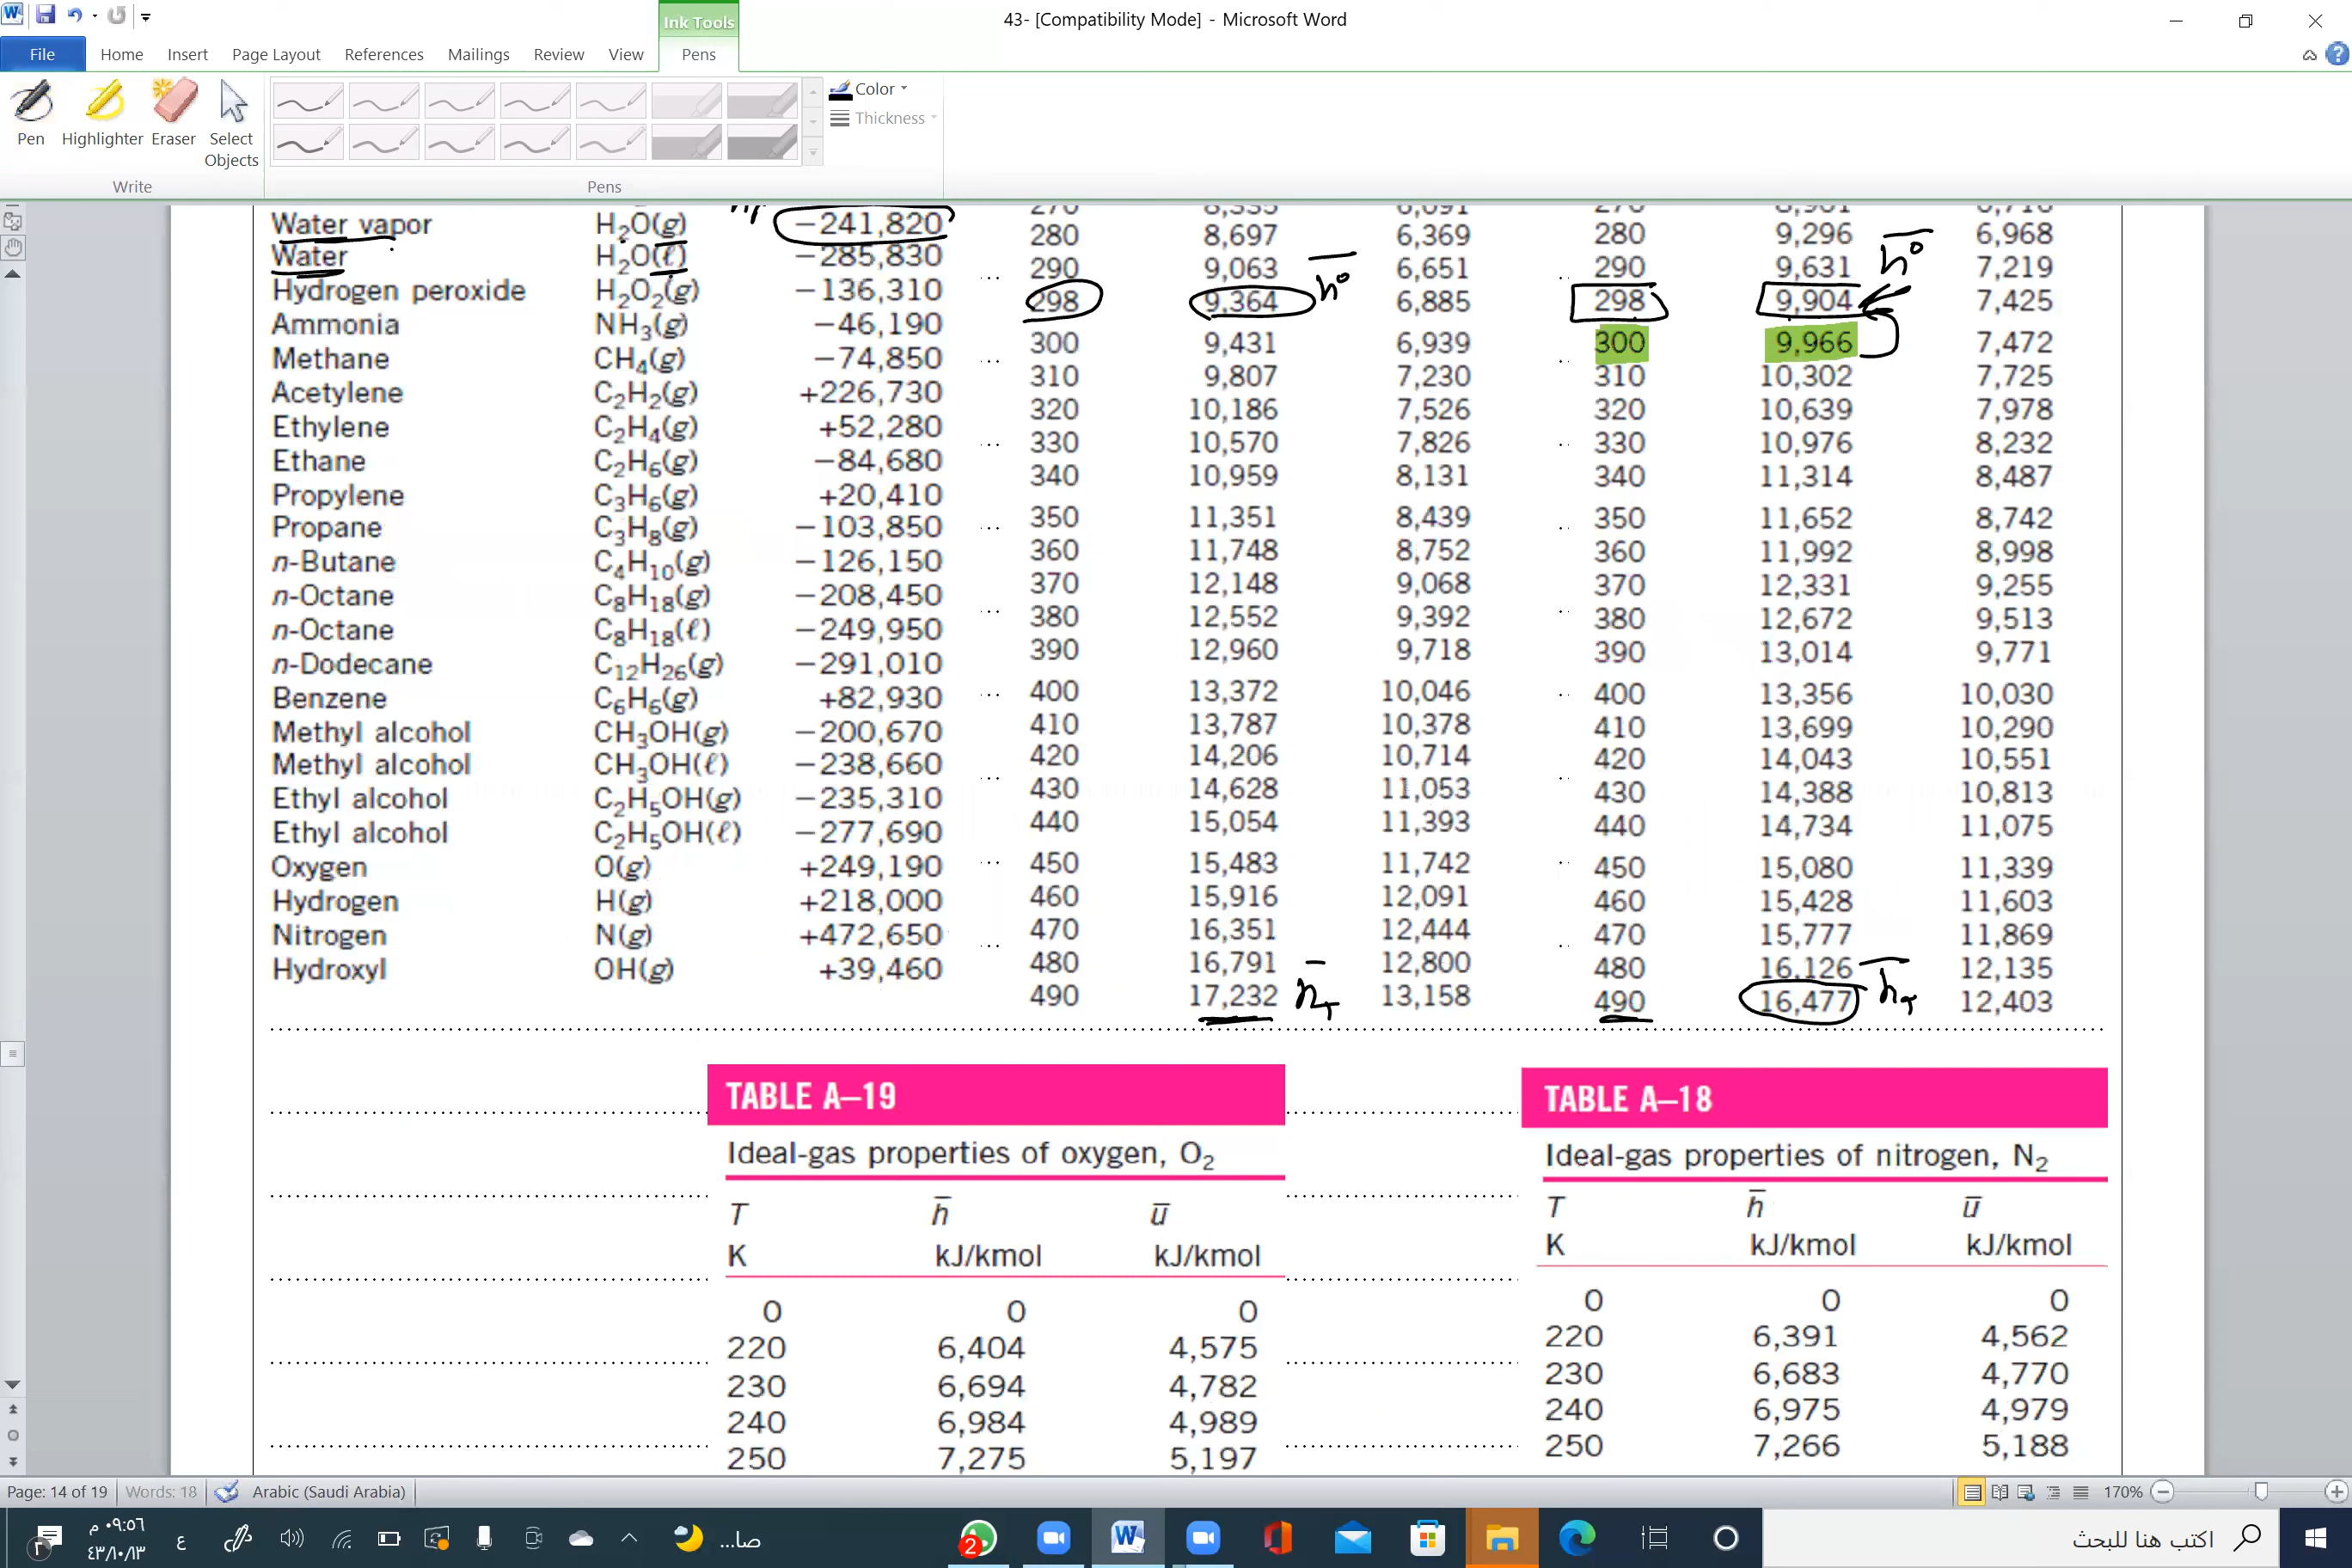 43- [Compatibility Mode] - Microsoft Word
Ink Tools
File Home Insert Page Layout References Mailings Review View Pens
Pen Highlighter Eraser Select Objects
Color
Thickness
Write Pens
Water vapor H₂O(g) −241,820 280 8,697 6,369 280 9,296 6,968
Water H₂O(ℓ) −285,830 290 9,063 h° 6,651 290 9,631 h° 7,219
Hydrogen peroxide H₂O₂(g) −136,310 298 9,364 6,885 298 9,904 7,425
Ammonia NH₃(g) −46,190 300 9,431 6,939 300 9,966 7,472
Methane CH₄(g) −74,850 310 9,807 7,230 310 10,302 7,725
Acetylene C₂H₂(g) +226,730 320 10,186 7,526 320 10,639 7,978
Ethylene C₂H₄(g) +52,280 330 10,570 7,826 330 10,976 8,232
Ethane C₂H₆(g) −84,680 340 10,959 8,131 340 11,314 8,487
Propylene C₃H₆(g) +20,410 350 11,351 8,439 350 11,652 8,742
Propane C₃H₈(g) −103,850 360 11,748 8,752 360 11,992 8,998
n-Butane C₄H₁₀(g) −126,150 370 12,148 9,068 370 12,331 9,255
n-Octane C₈H₁₈(g) −208,450 380 12,552 9,392 380 12,672 9,513
n-Octane C₈H₁₈(ℓ) −249,950 390 12,960 9,718 390 13,014 9,771
n-Dodecane C₁₂H₂₆(g) −291,010 400 13,372 10,046 400 13,356 10,030
Benzene C₆H₆(g) +82,930 410 13,787 10,378 410 13,699 10,290
Methyl alcohol CH₃OH(g) −200,670 420 14,206 10,714 420 14,043 10,551
Methyl alcohol CH₃OH(ℓ) −238,660 430 14,628 11,053 430 14,388 10,813
Ethyl alcohol C₂H₅OH(g) −235,310 440 15,054 11,393 440 14,734 11,075
Ethyl alcohol C₂H₅OH(ℓ) −277,690 450 15,483 11,742 450 15,080 11,339
Oxygen O(g) +249,190 460 15,916 12,091 460 15,428 11,603
Hydrogen H(g) +218,000 470 16,351 12,444 470 15,777 11,869
Nitrogen N(g) +472,650 480 16,791 12,800 480 16,126 12,135
Hydroxyl OH(g) +39,460 490 17,232 h̄T 13,158 490 16,477 h̄T 12,403
TABLE A–19 TABLE A–18
Ideal-gas properties of oxygen, O₂ Ideal-gas properties of nitrogen, N₂
T h̄ ū T h̄ ū
K kJ/kmol kJ/kmol K kJ/kmol kJ/kmol
0 0 0 0 0 0
220 6,404 4,575 220 6,391 4,562
230 6,694 4,782 230 6,683 4,770
240 6,984 4,989 240 6,975 4,979
250 7,275 5,197 250 7,266 5,188
Page: 14 of 19 Words: 18 Arabic (Saudi Arabia) 170%
٠٩:٥٦ م
٤٣/١٠/١٣
ع
صا...
2
اكتب هنا للبحث